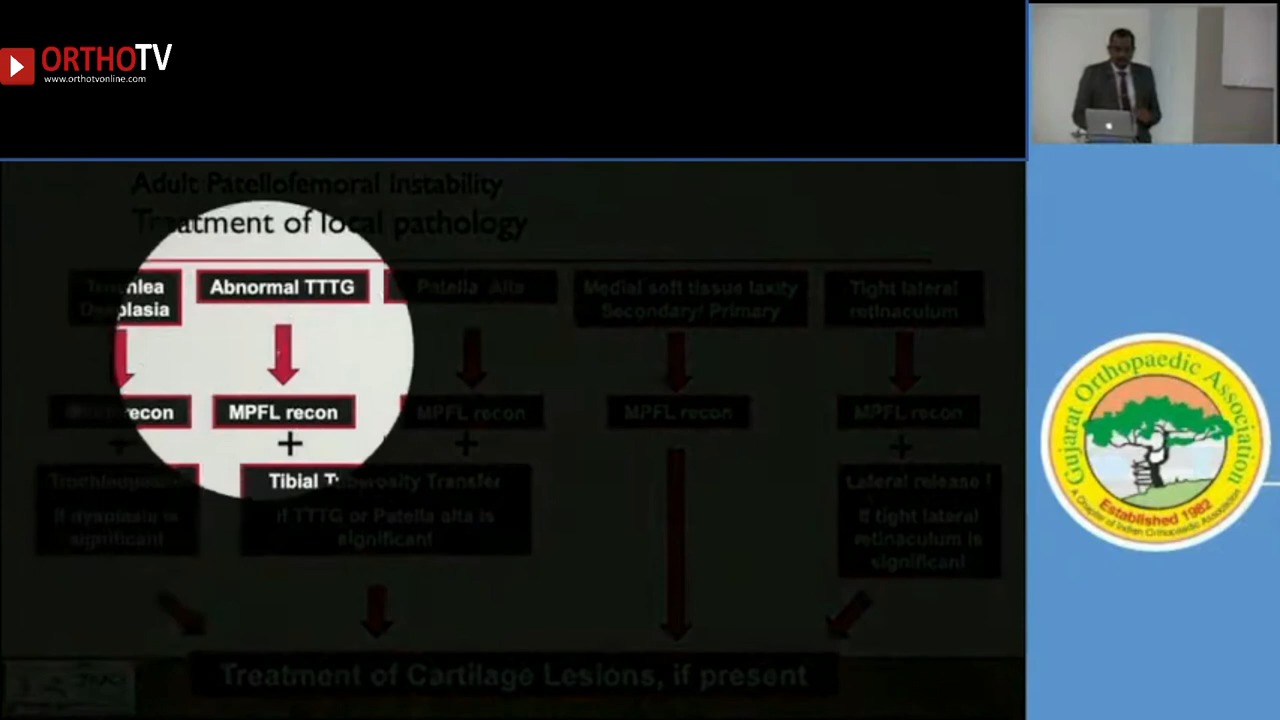 ORTHOTV
www.orthotvonline.com
Adult Patellofemoral Instability
Treatment of local pathology
Trochlea
Dysplasia
Abnormal TTTG
Patella Alta
Medial soft tissue laxity
Secondary/ Primary
Tight lateral
retinaculum
recon
MPFL recon
MPFL recon
MPFL recon
MPFL recon
+
+
+
+
If dysplasia is
significant
Tibial Tuberosity Transfer
if TTTG or Patella alta is
significant
Lateral release !
If tight lateral
retinaculum is
significant
Treatment of Cartilage Lesions, if present
Gujarat Orthopaedic Association
Established 1982
A Chapter of Indian Orthopaedic Association